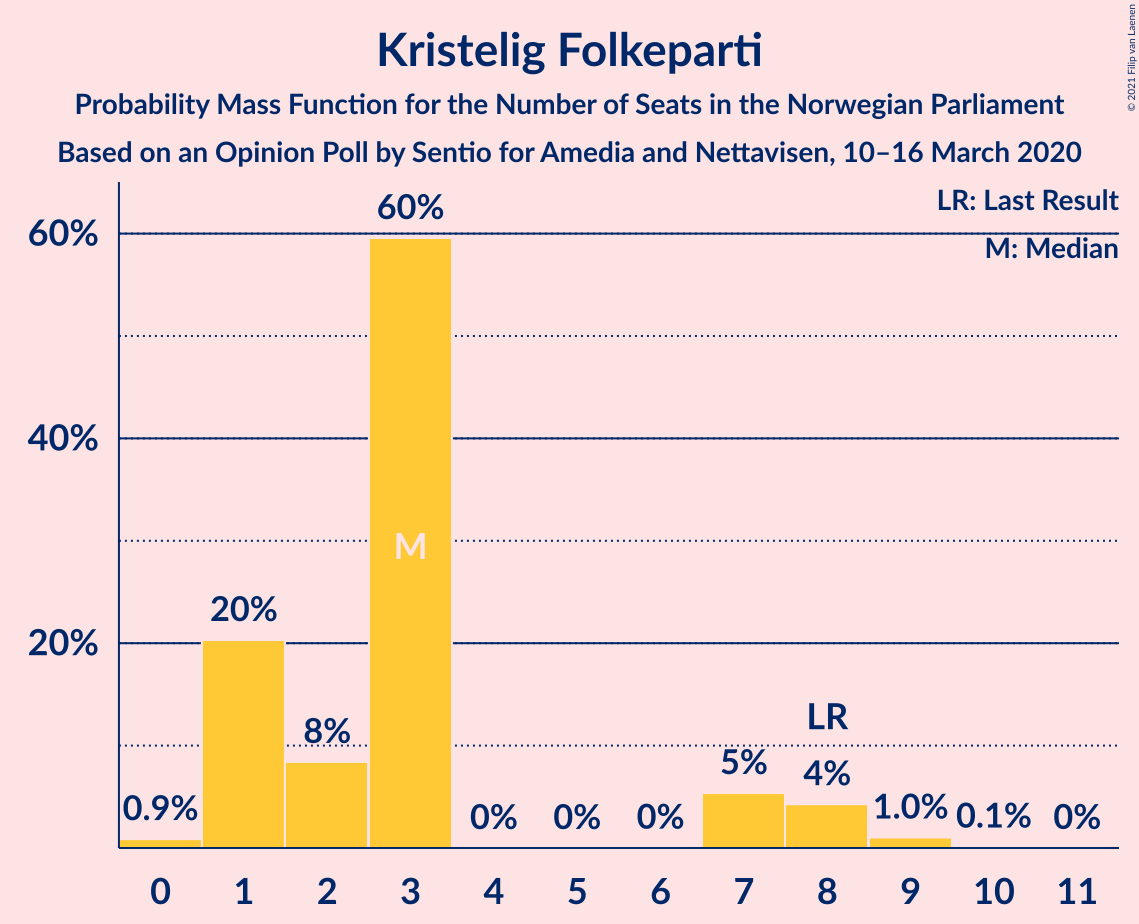 Kristelig Folkeparti
Probability Mass Function for the Number of Seats in the Norwegian Parliament
Based on an Opinion Poll by Sentio for Amedia and Nettavisen, 10–16 March 2020
© 2021 Filip van Laenen
LR: Last Result
M: Median
60%
40%
20%
0.9%
20%
8%
60%
M
0%
0%
0%
5%
LR
4%
1.0%
0.1%
0%
0 1 2 3 4 5 6 7 8 9 10 11